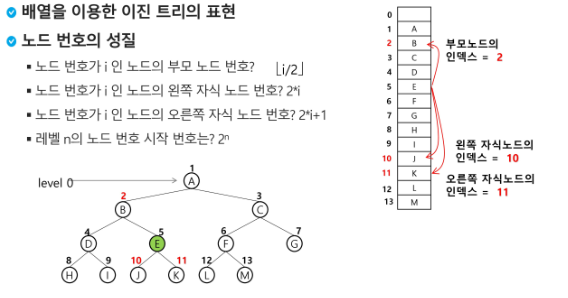 배열을 이용한 이진 트리의 표현
노드 번호의 성질
노드 번호가 i 인 노드의 부모 노드 번호? ⌊i/2⌋
노드 번호가 i 인 노드의 왼쪽 자식 노드 번호? 2*i
노드 번호가 i 인 노드의 오른쪽 자식 노드 번호? 2*i+1
레벨 n의 노드 번호 시작 번호는? 2ⁿ
level 0
1
A
2 3
B C
4 5 6 7
D E F G
8 9 10 11 12 13
H I J K L M
0
1 A
2 B
3 C
4 D
5 E
6 F
7 G
8 H
9 I
10 J
11 K
12 L
13 M
부모노드의
인덱스 = 2
왼쪽 자식노드의
인덱스 = 10
오른쪽 자식노드의
인덱스 = 11